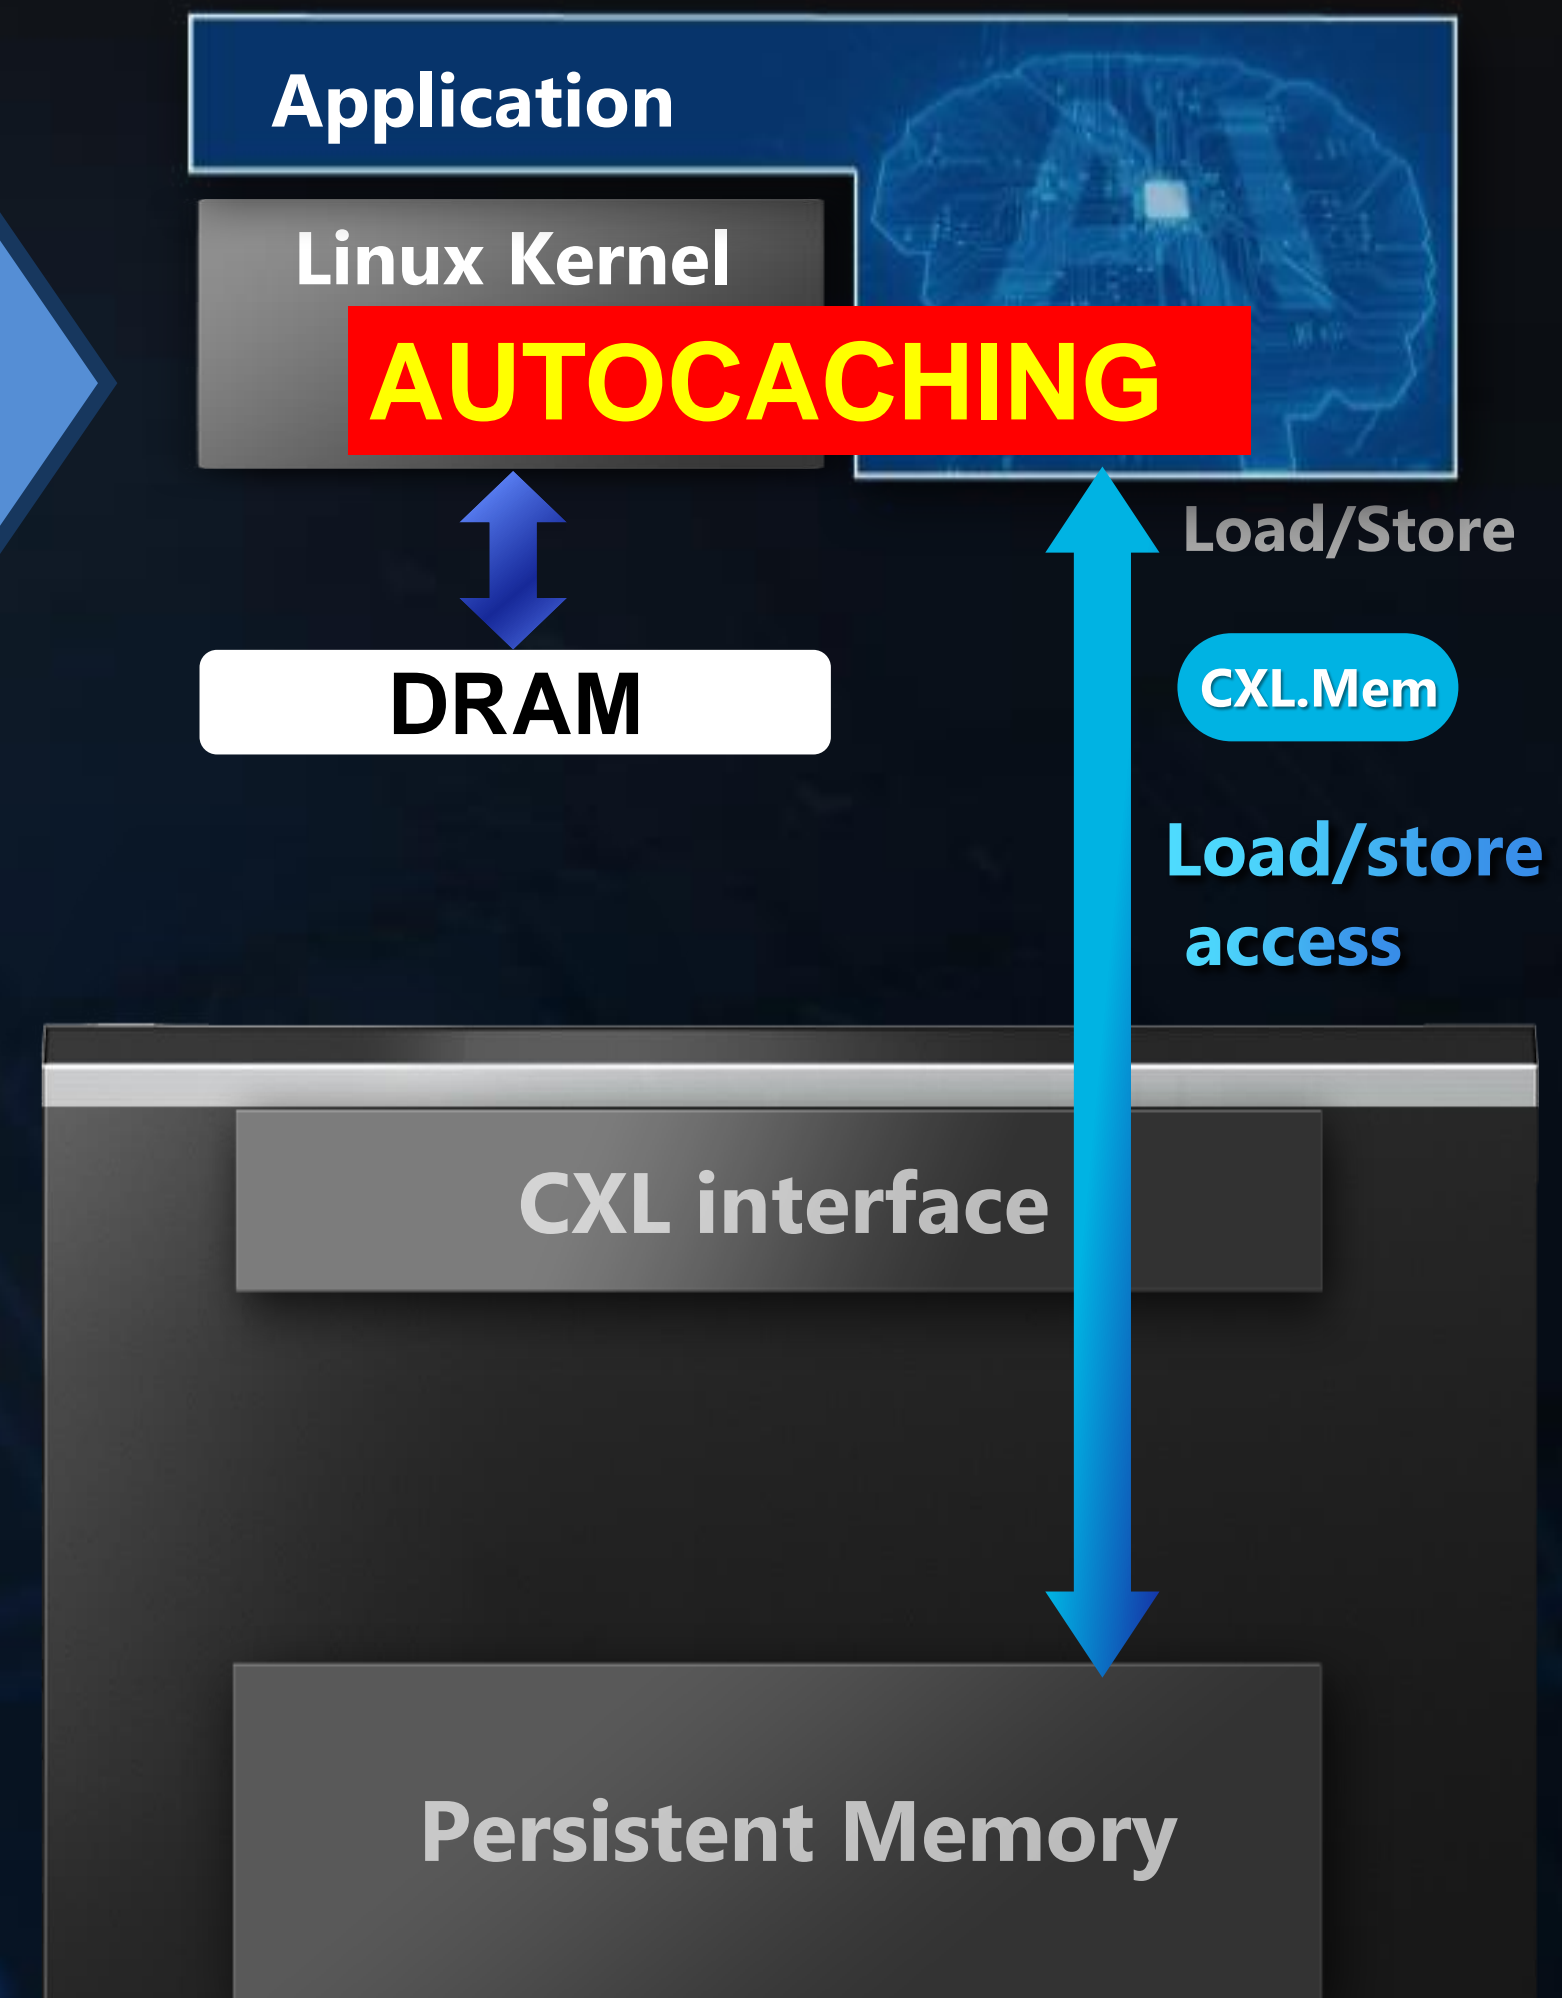 Application
Linux Kernel
AUTOCACHING
Load/Store
DRAM
CXL.Mem
Load/store
access
CXL interface
Persistent Memory